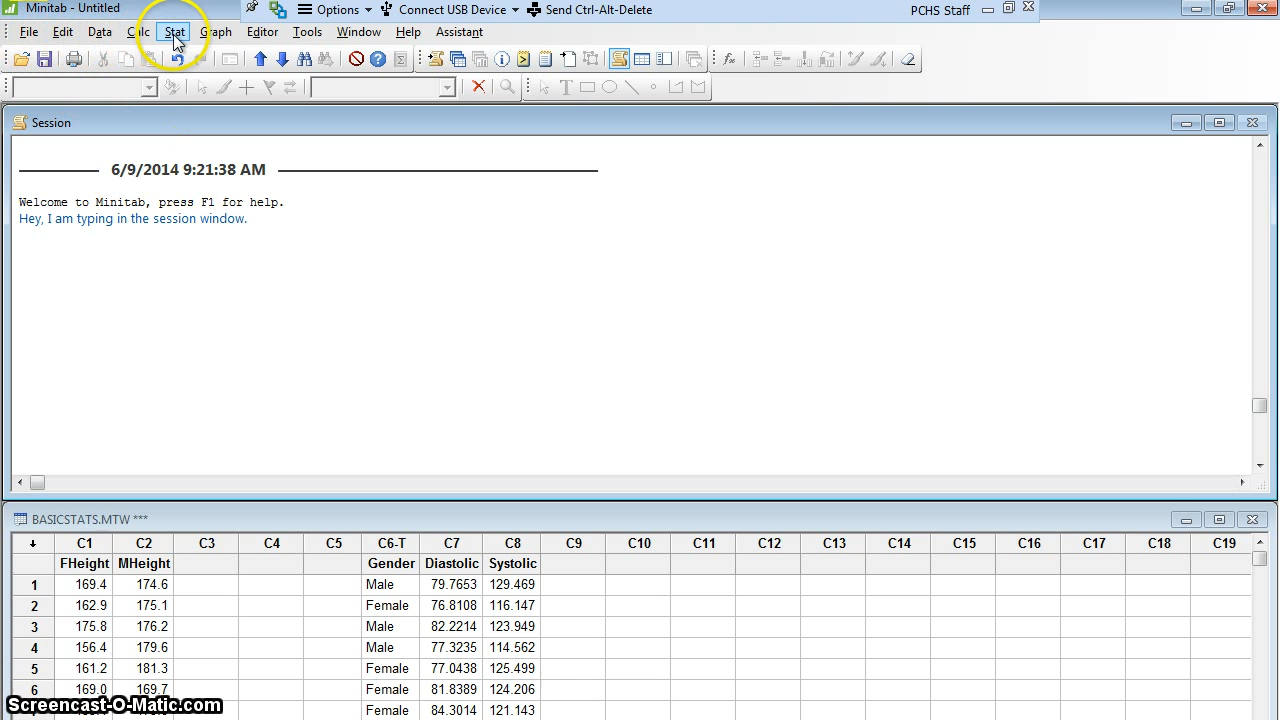 Minitab - Untitled
Options Connect USB Device Send Ctrl-Alt-Delete PCHS Staff
File Edit Data Calc Stat Graph Editor Tools Window Help Assistant
Session
6/9/2014 9:21:38 AM
Welcome to Minitab, press F1 for help.
Hey, I am typing in the session window.
BASICSTATS.MTW ***
C1 C2 C3 C4 C5 C6-T C7 C8 C9 C10 C11 C12 C13 C14 C15 C16 C17 C18 C19
FHeight MHeight Gender Diastolic Systolic
1 169.4 174.6 Male 79.7653 129.469
2 162.9 175.1 Female 76.8108 116.147
3 175.8 176.2 Male 82.2214 123.949
4 156.4 179.6 Male 77.3235 114.562
5 161.2 181.3 Female 77.0438 125.499
6 169.0 169.7 Female 81.8389 124.206
Female 84.3014 121.143
Screencast-O-Matic.com